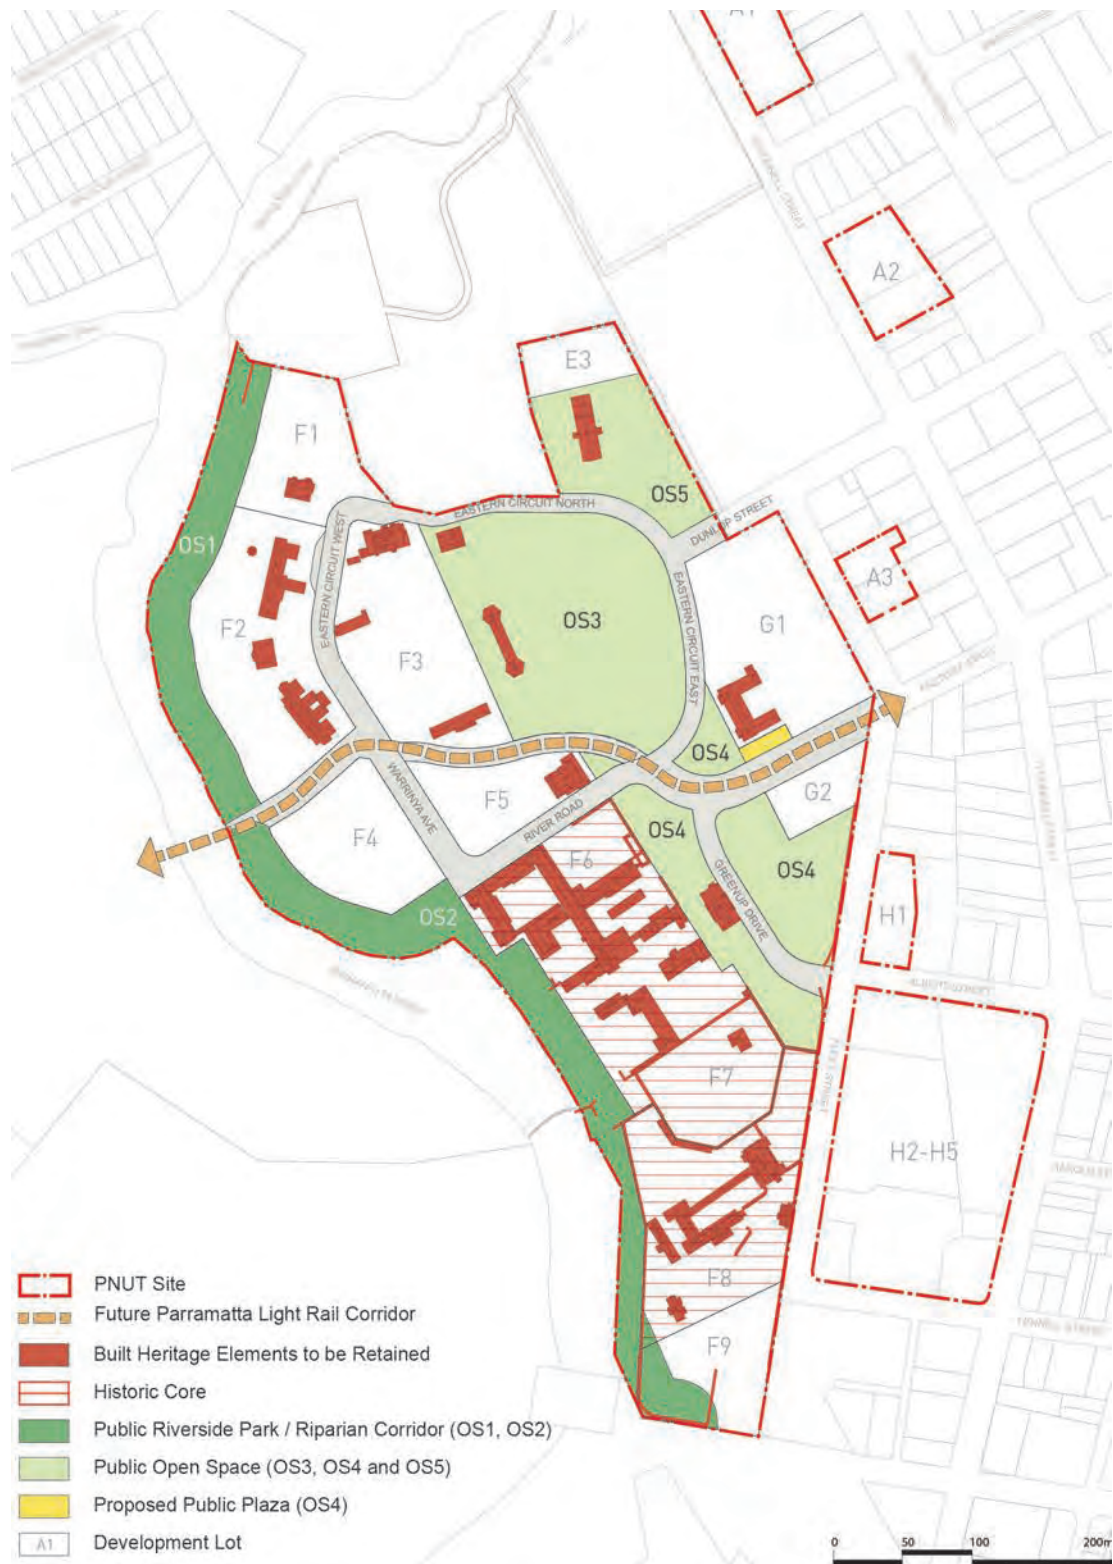 A1
A2
E3
F1
OS5
EASTERN CIRCUIT NORTH
DUNLOP STREET
OS1
EASTERN CIRCUIT WEST
A3
EASTERN CIRCUIT EAST
OS3
G1
F2
F3
OS4
WARRINYA AVE
F5
G2
RIVER ROAD
F4
OS4
F6
GREENUP DRIVE
OS4
OS2
H1
FLEET STREET
F7
H2-H5
F8
F9
PNUT Site
Future Parramatta Light Rail Corridor
Built Heritage Elements to be Retained
Historic Core
Public Riverside Park / Riparian Corridor (OS1, OS2)
Public Open Space (OS3, OS4 and OS5)
Proposed Public Plaza (OS4)
A1 Development Lot
0 50 100 200m